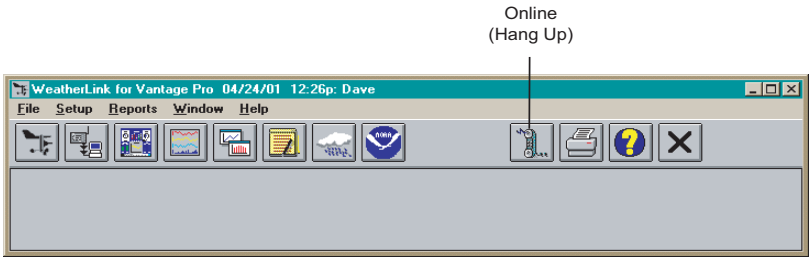 Online
(Hang Up)
WeatherLink for Vantage Pro 04/24/01 12:26p: Dave
File Setup Reports Window Help
NOAA
?